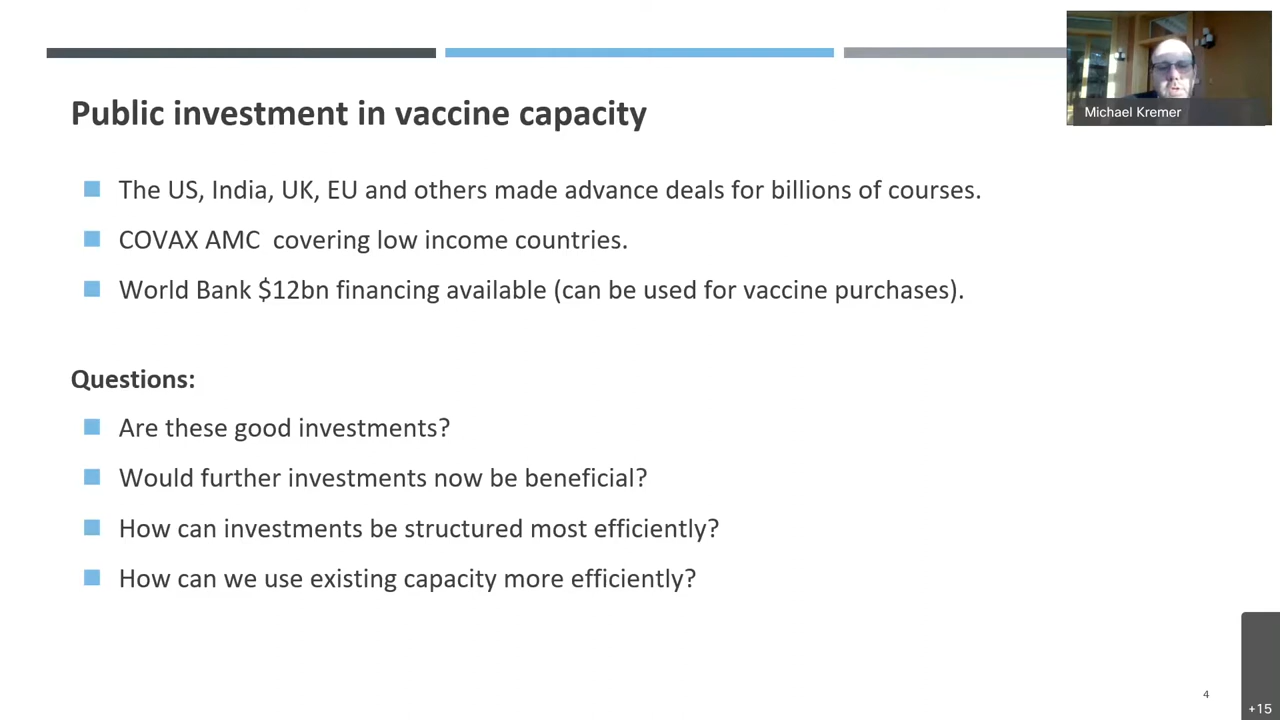 Michael Kremer
Public investment in vaccine capacity
The US, India, UK, EU and others made advance deals for billions of courses.
COVAX AMC covering low income countries.
World Bank $12bn financing available (can be used for vaccine purchases).
Questions:
Are these good investments?
Would further investments now be beneficial?
How can investments be structured most efficiently?
How can we use existing capacity more efficiently?
4
+15